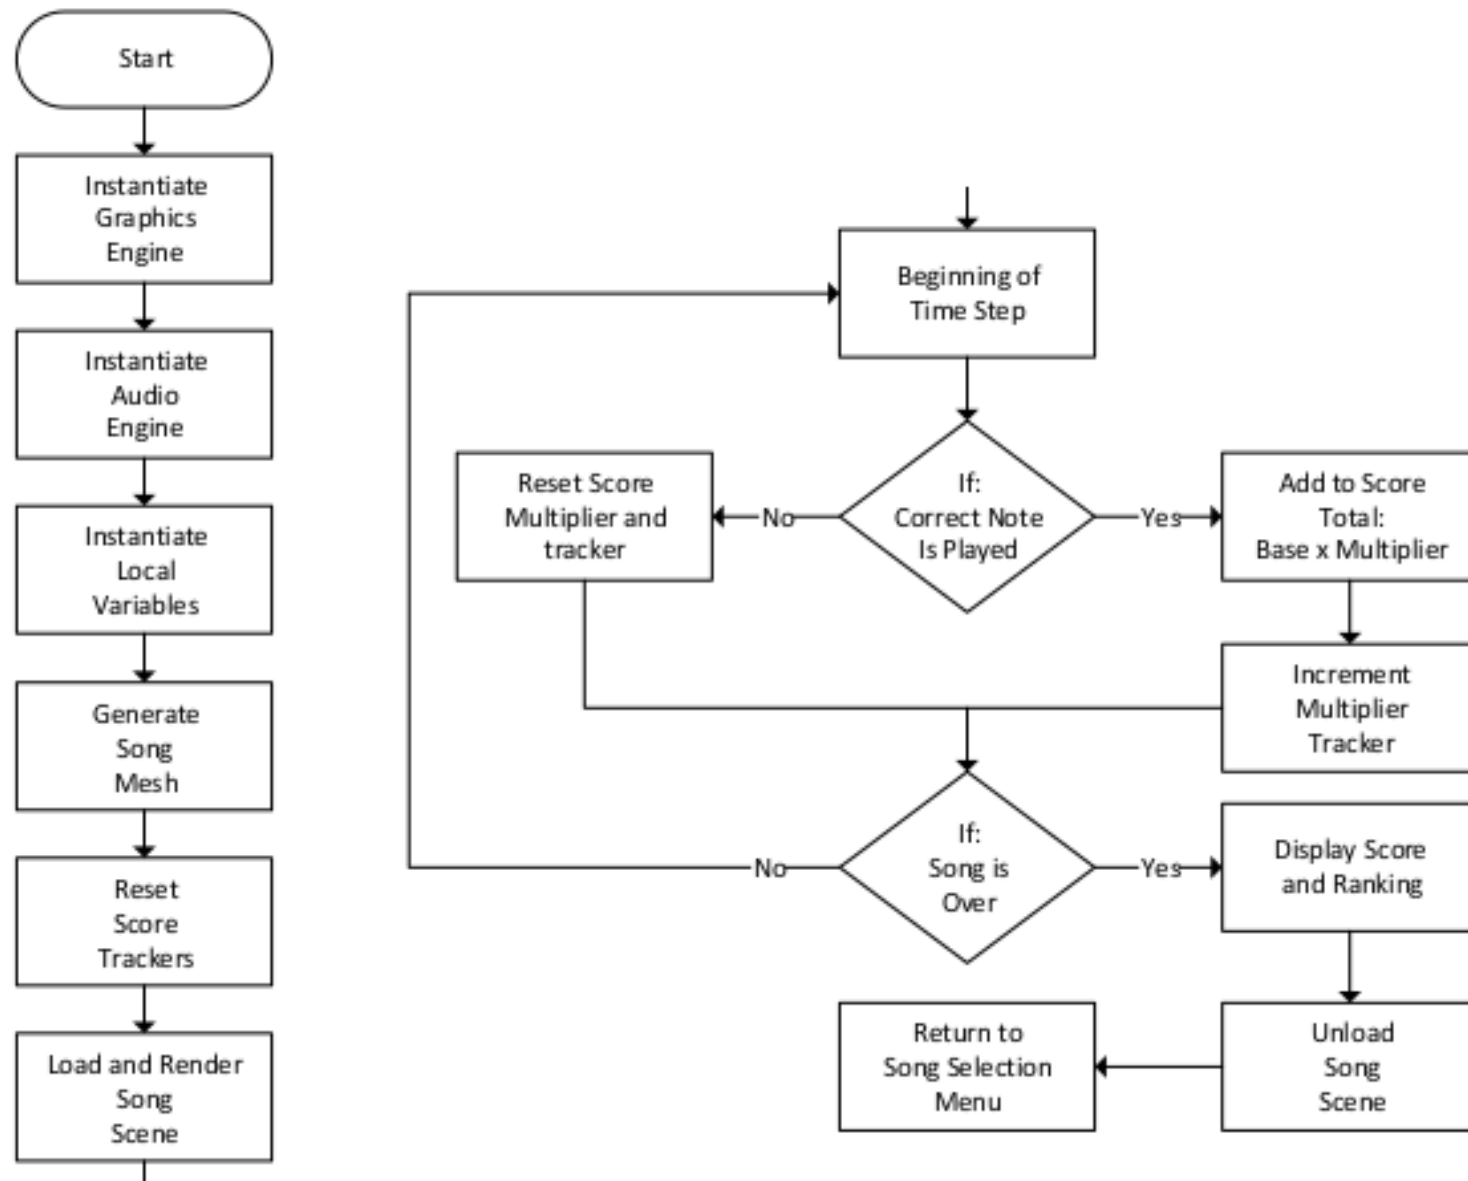 Start
Instantiate
Graphics
Engine
Instantiate
Audio
Engine
Instantiate
Local
Variables
Generate
Song
Mesh
Reset
Score
Trackers
Load and Render
Song
Scene
Beginning of
Time Step
If:
Correct Note
Is Played
No
Yes
Reset Score
Multiplier and
tracker
Add to Score
Total:
Base x Multiplier
Increment
Multiplier
Tracker
If:
Song is
Over
No
Yes
Display Score
and Ranking
Unload
Song
Scene
Return to
Song Selection
Menu